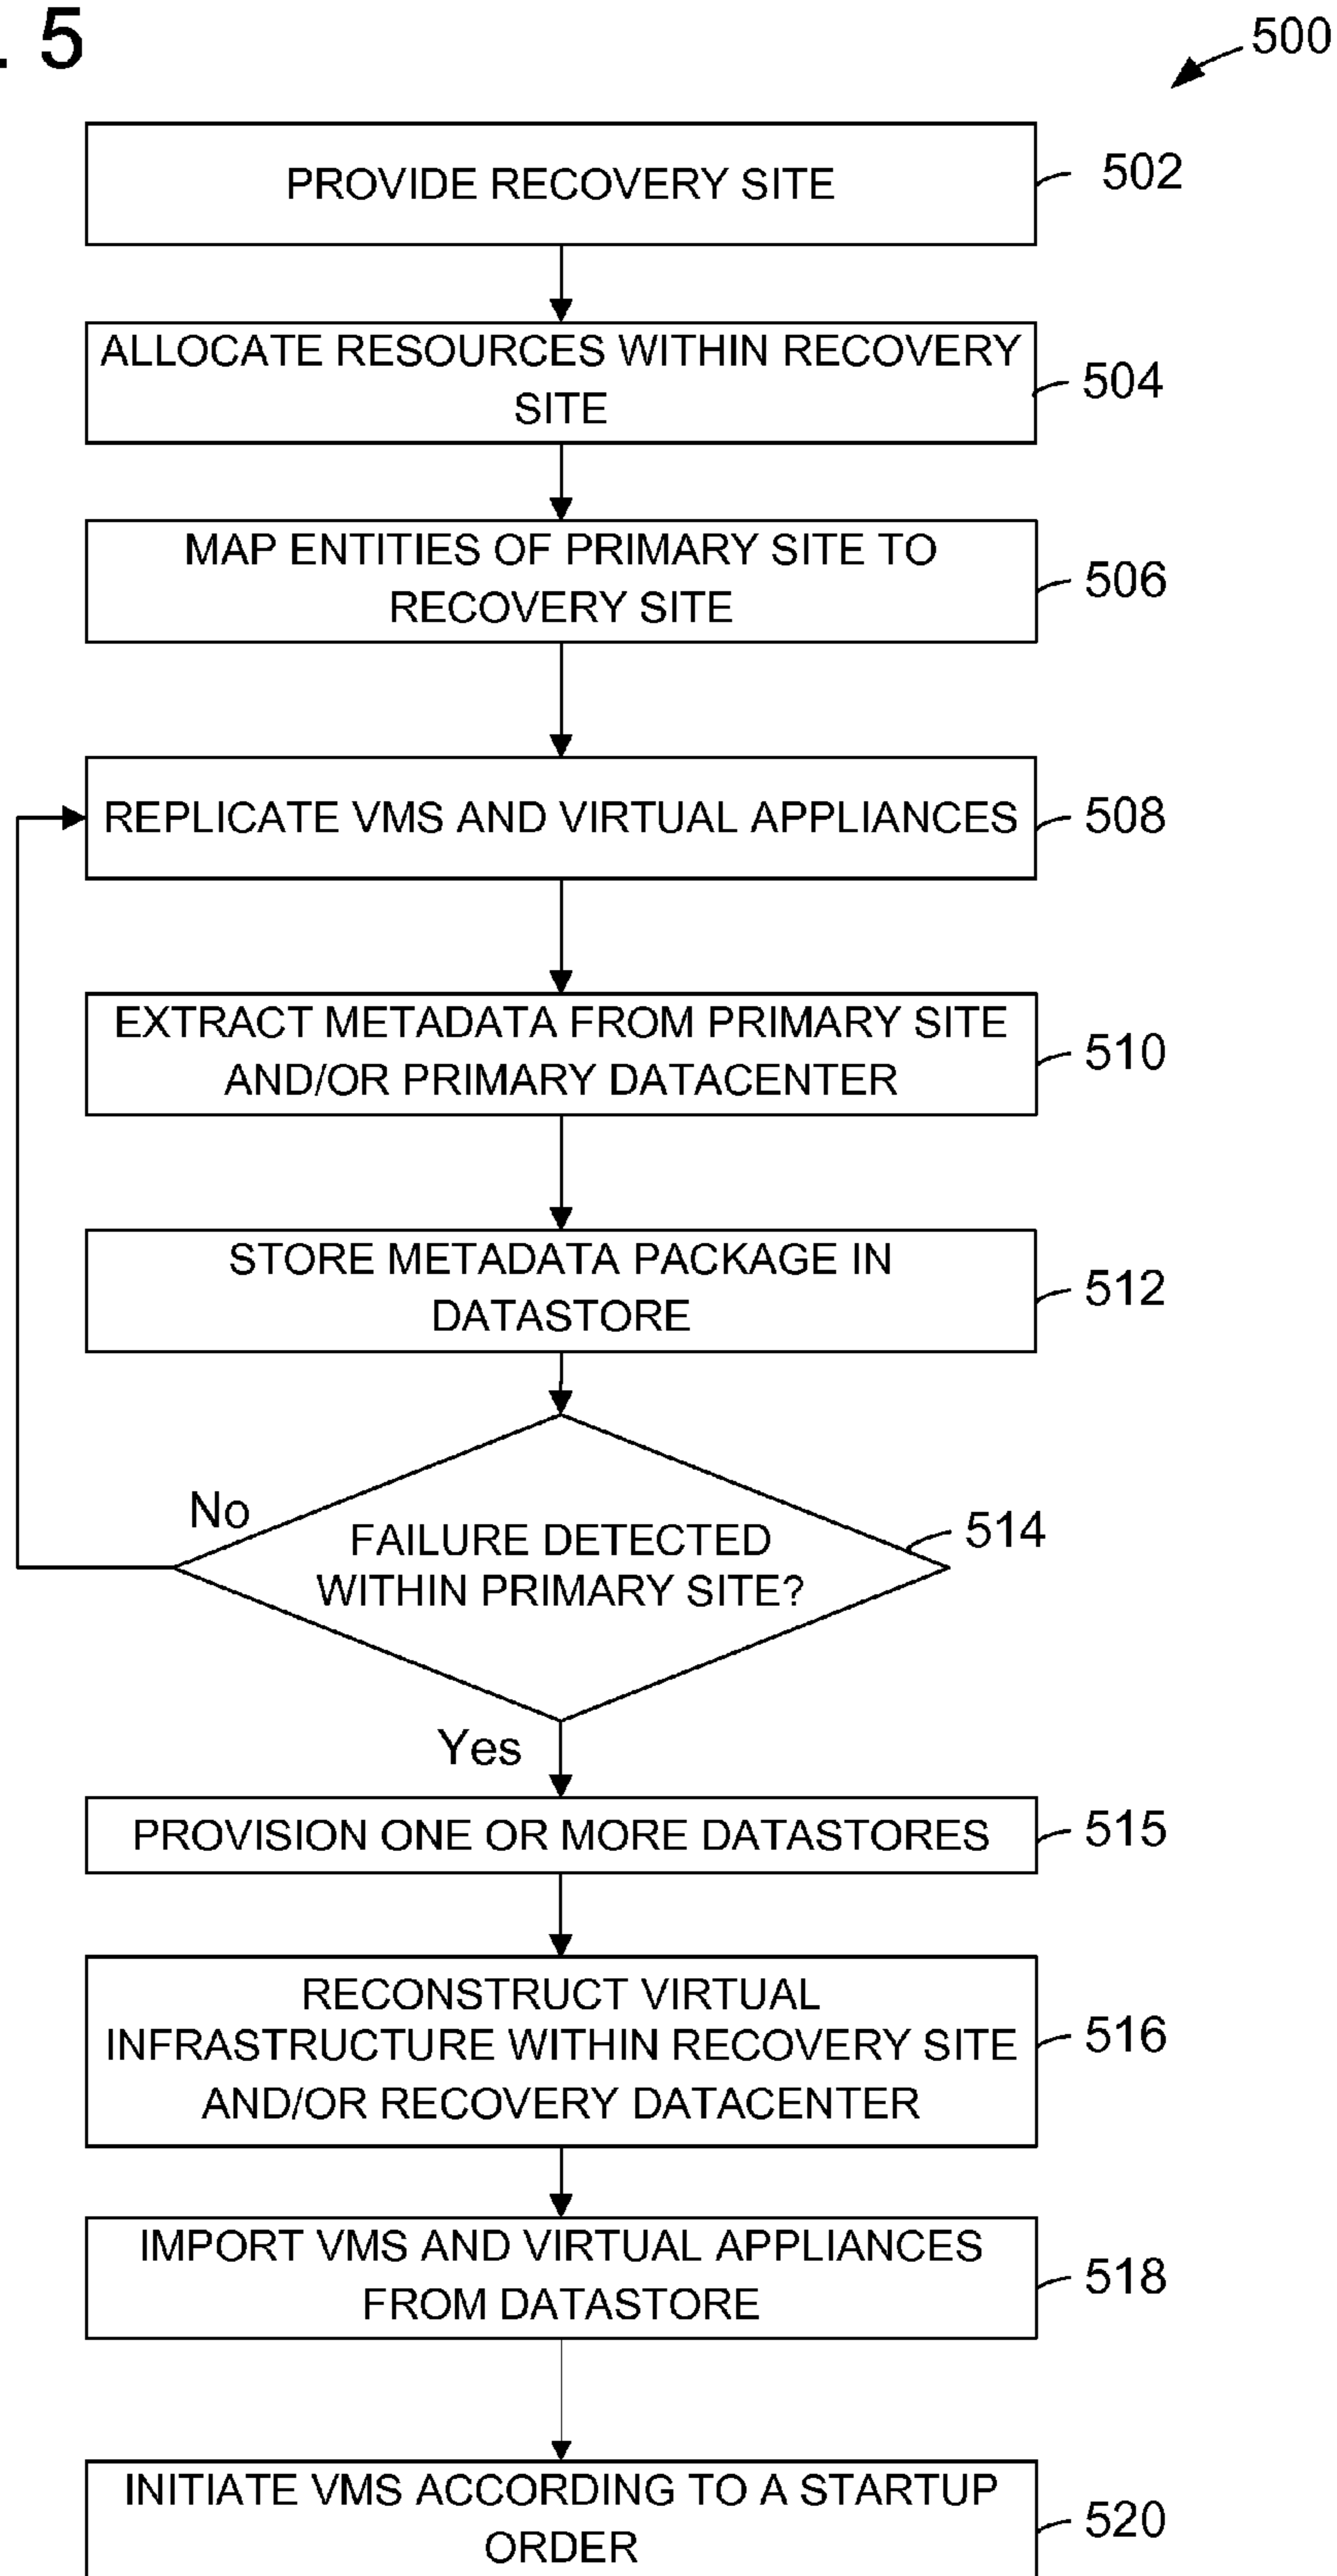 . 5
500
PROVIDE RECOVERY SITE
502
ALLOCATE RESOURCES WITHIN RECOVERY
SITE
504
MAP ENTITIES OF PRIMARY SITE TO
RECOVERY SITE
506
REPLICATE VMS AND VIRTUAL APPLIANCES
508
EXTRACT METADATA FROM PRIMARY SITE
AND/OR PRIMARY DATACENTER
510
STORE METADATA PACKAGE IN
DATASTORE
512
No
FAILURE DETECTED
WITHIN PRIMARY SITE?
514
Yes
PROVISION ONE OR MORE DATASTORES
515
RECONSTRUCT VIRTUAL
INFRASTRUCTURE WITHIN RECOVERY SITE
AND/OR RECOVERY DATACENTER
516
IMPORT VMS AND VIRTUAL APPLIANCES
FROM DATASTORE
518
INITIATE VMS ACCORDING TO A STARTUP
ORDER
520